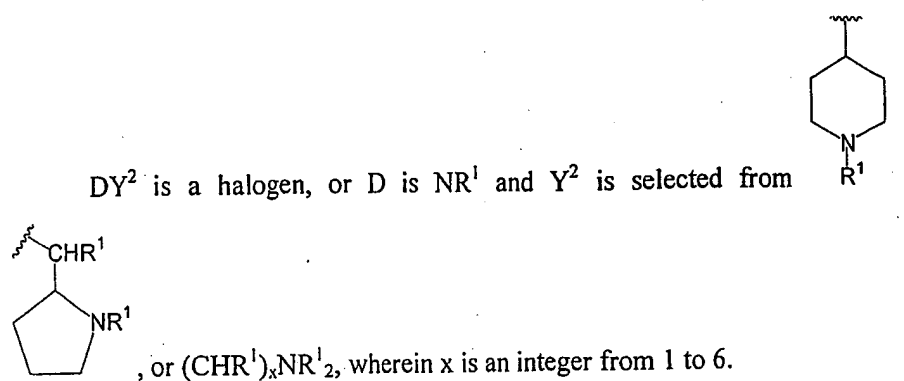 DY² is a halogen, or D is NR¹ and Y² is selected from
N
R¹
CHR¹
NR¹
, or (CHR¹)ₓNR¹₂, wherein x is an integer from 1 to 6.